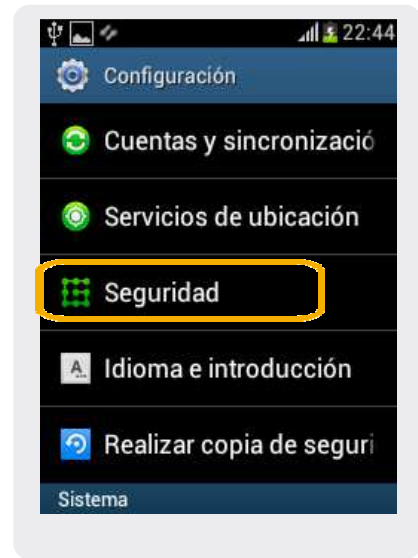 22:44
Configuración
Cuentas y sincronizació
Servicios de ubicación
Seguridad
A
Idioma e introducción
Realizar copia de seguri
Sistema